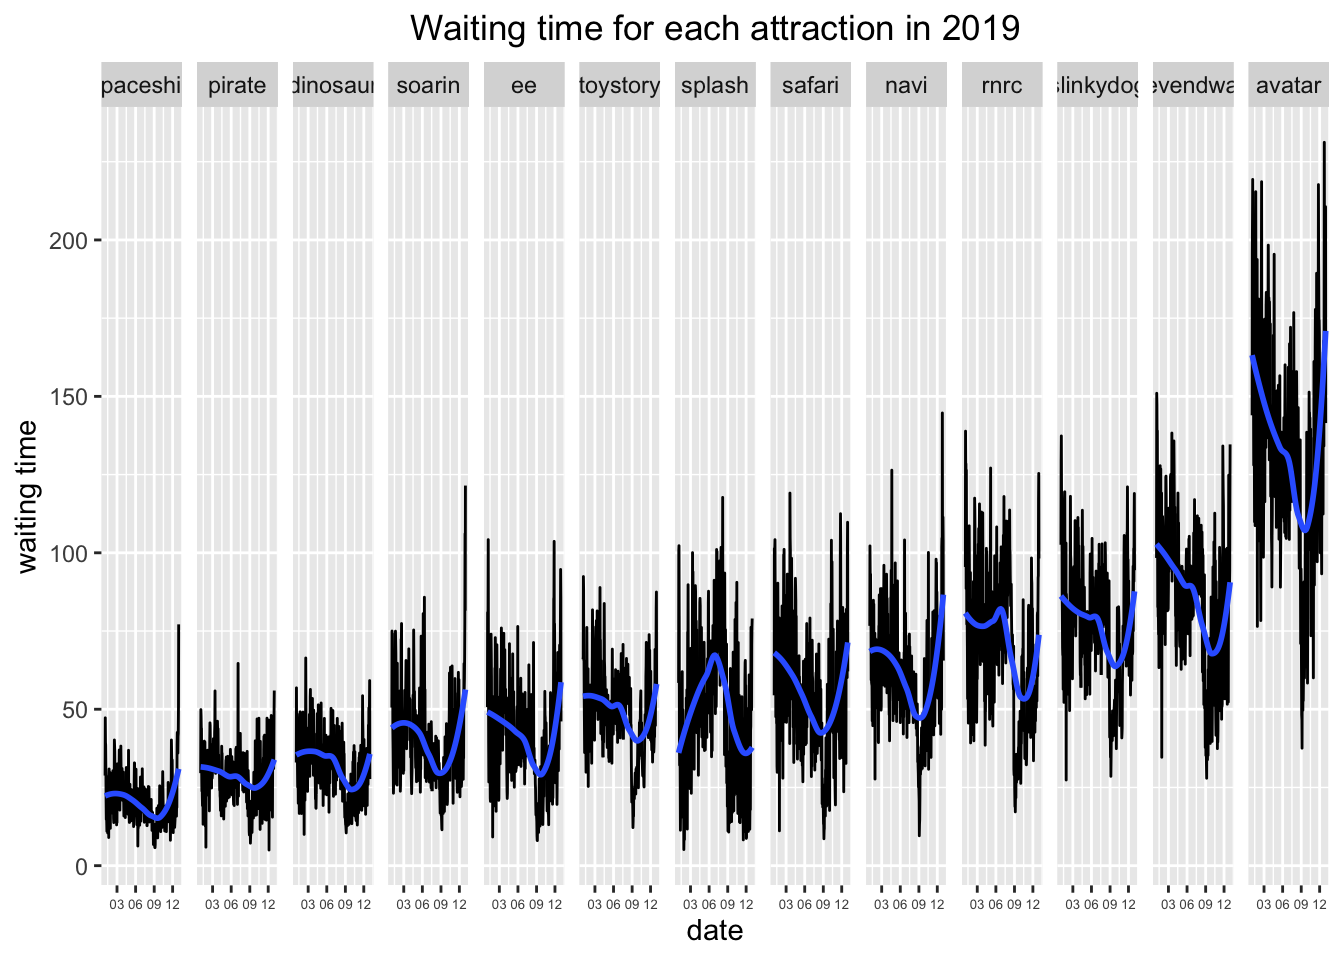 Waiting time for each attraction in 2019
paceshi pirate dinosaur soarin ee toystory splash safari navi rnrc slinkydog evendwa avatar
200
150
100
50
0
waiting time
03 06 09 12 03 06 09 12 03 06 09 12 03 06 09 12 03 06 09 12 03 06 09 12 03 06 09 12 03 06 09 12 03 06 09 12 03 06 09 12 03 06 09 12 03 06 09 12 03 06 09 12
date